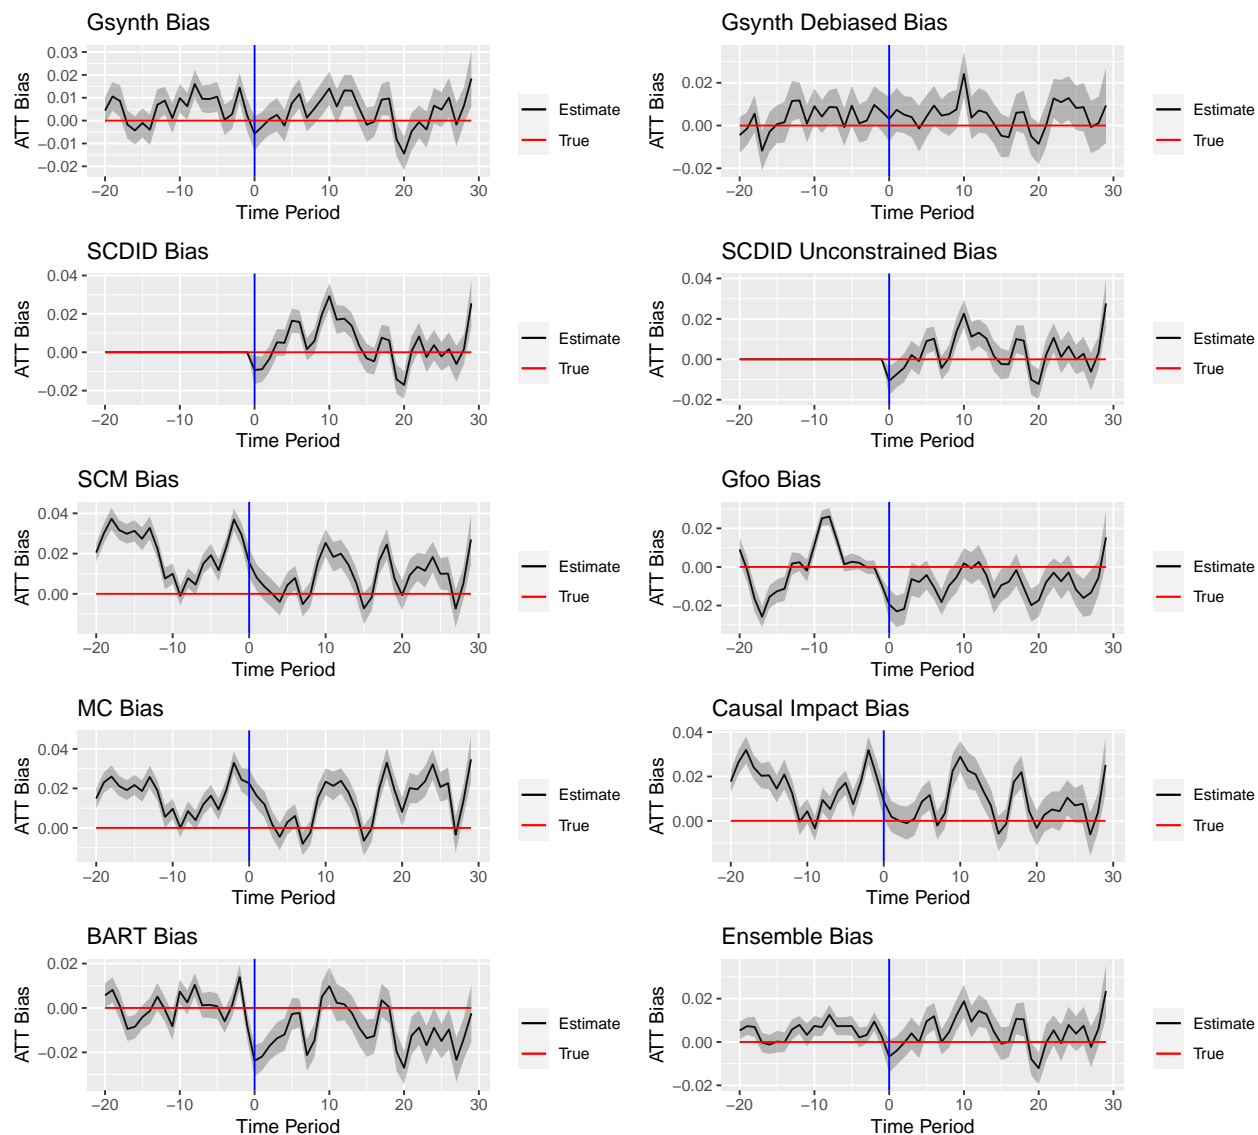 Gsynth Bias
ATT Bias
0.03
0.02
0.01
0.00
−0.01
−0.02
−20 −10 0 10 20 30
Time Period
Estimate
True
Gsynth Debiased Bias
ATT Bias
0.02
0.00
−0.02
−20 −10 0 10 20 30
Time Period
Estimate
True
SCDID Bias
ATT Bias
0.04
0.02
0.00
−0.02
−20 −10 0 10 20 30
Time Period
Estimate
True
SCDID Unconstrained Bias
ATT Bias
0.04
0.02
0.00
−0.02
−20 −10 0 10 20 30
Time Period
Estimate
True
SCM Bias
ATT Bias
0.04
0.02
0.00
−20 −10 0 10 20 30
Time Period
Estimate
True
Gfoo Bias
ATT Bias
0.02
0.00
−0.02
−20 −10 0 10 20 30
Time Period
Estimate
True
MC Bias
ATT Bias
0.04
0.02
0.00
−20 −10 0 10 20 30
Time Period
Estimate
True
Causal Impact Bias
ATT Bias
0.04
0.02
0.00
−20 −10 0 10 20 30
Time Period
Estimate
True
BART Bias
ATT Bias
0.02
0.00
−0.02
−20 −10 0 10 20 30
Time Period
Estimate
True
Ensemble Bias
ATT Bias
0.02
0.00
−0.02
−20 −10 0 10 20 30
Time Period
Estimate
True